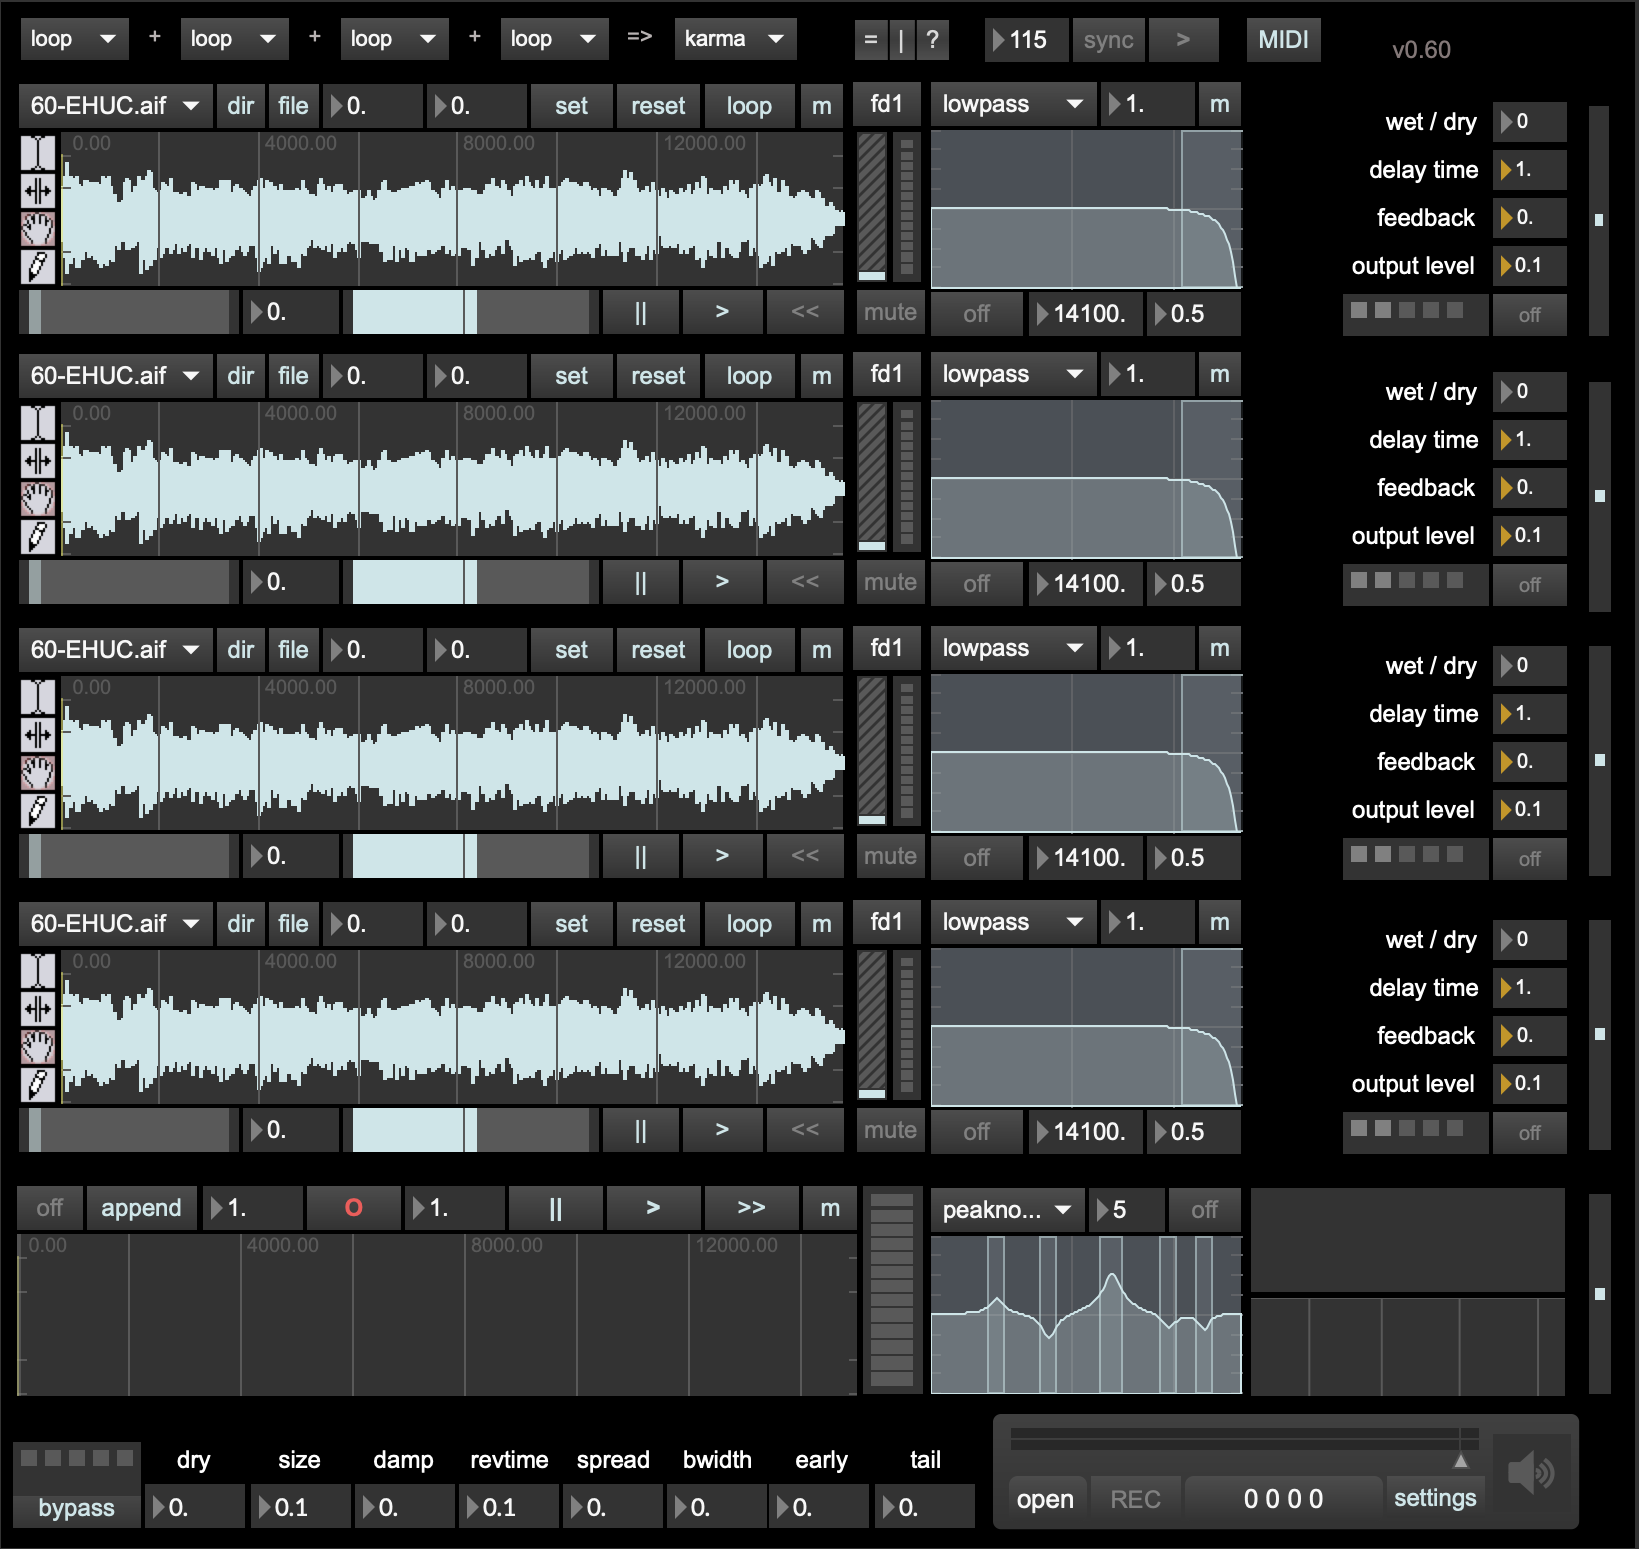 loop + loop + loop + loop => karma = | ? 115 sync > MIDI v0.60
60-EHUC.aif dir file 0. 0. set reset loop m fd1 lowpass 1. m
0.00 4000.00 8000.00 12000.00
wet / dry 0
delay time 1.
feedback 0.
output level 0.1
0. || > << mute off 14100. 0.5 off
60-EHUC.aif dir file 0. 0. set reset loop m fd1 lowpass 1. m
0.00 4000.00 8000.00 12000.00
wet / dry 0
delay time 1.
feedback 0.
output level 0.1
0. || > << mute off 14100. 0.5 off
60-EHUC.aif dir file 0. 0. set reset loop m fd1 lowpass 1. m
0.00 4000.00 8000.00 12000.00
wet / dry 0
delay time 1.
feedback 0.
output level 0.1
0. || > << mute off 14100. 0.5 off
60-EHUC.aif dir file 0. 0. set reset loop m fd1 lowpass 1. m
0.00 4000.00 8000.00 12000.00
wet / dry 0
delay time 1.
feedback 0.
output level 0.1
0. || > << mute off 14100. 0.5 off
off append 1. O 1. || > >> m peakno... 5 off
0.00 4000.00 8000.00 12000.00
dry size damp revtime spread bwidth early tail
bypass 0. 0.1 0. 0.1 0. 0. 0. 0.
open REC 0 0 0 0 settings